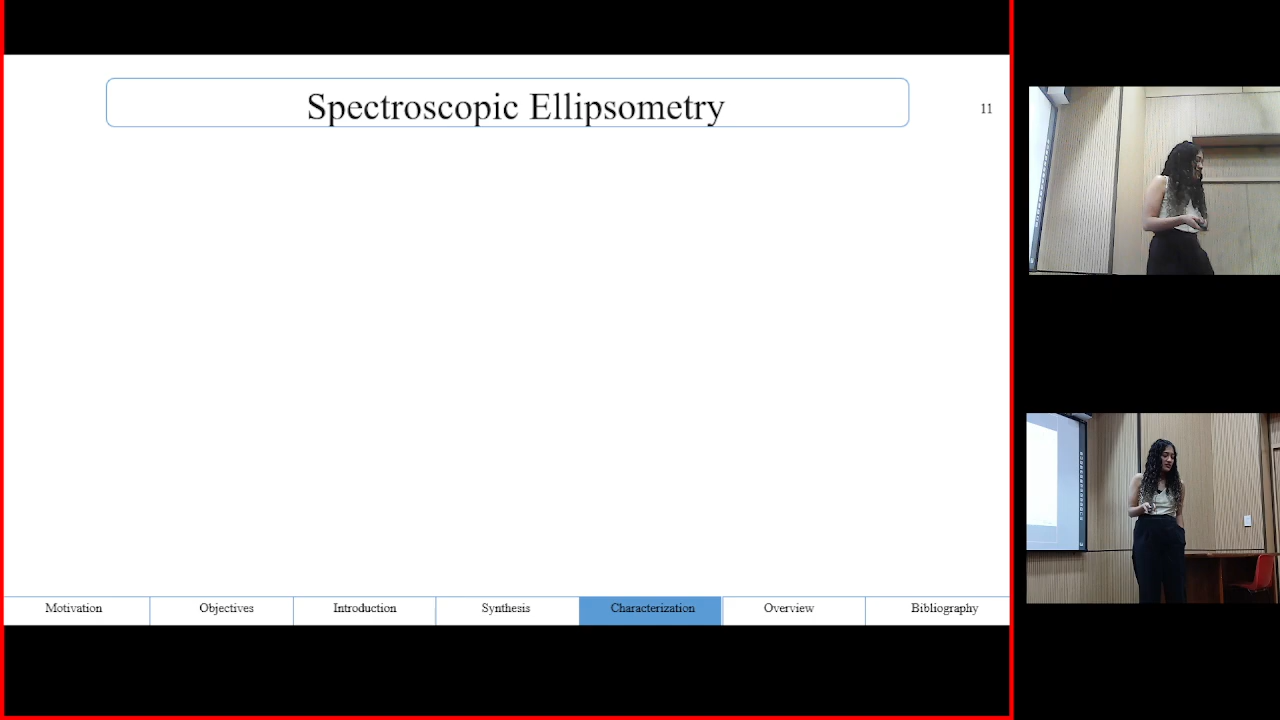 Spectroscopic Ellipsometry
11
Motivation
Objectives
Introduction
Synthesis
Characterization
Overview
Bibliography